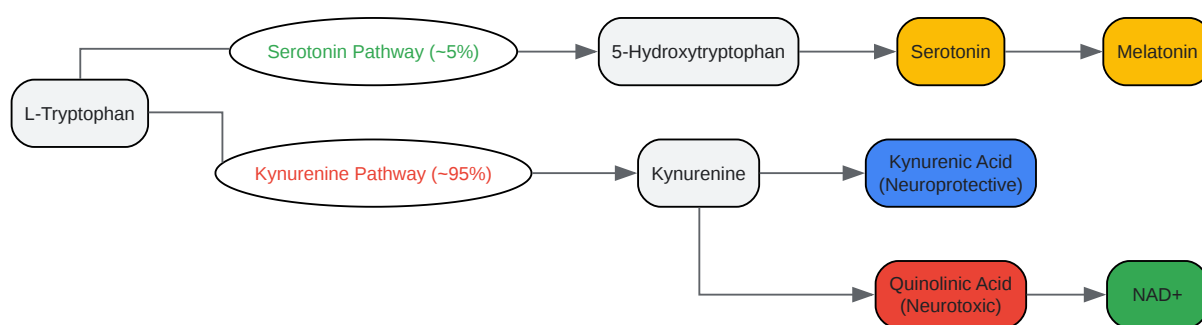 Serotonin Pathway (~5%)
5-Hydroxytryptophan
Serotonin
Melatonin
L-Tryptophan
Kynurenine Pathway (~95%)
Kynurenine
Kynurenic Acid
(Neuroprotective)
Quinolinic Acid
(Neurotoxic)
NAD+